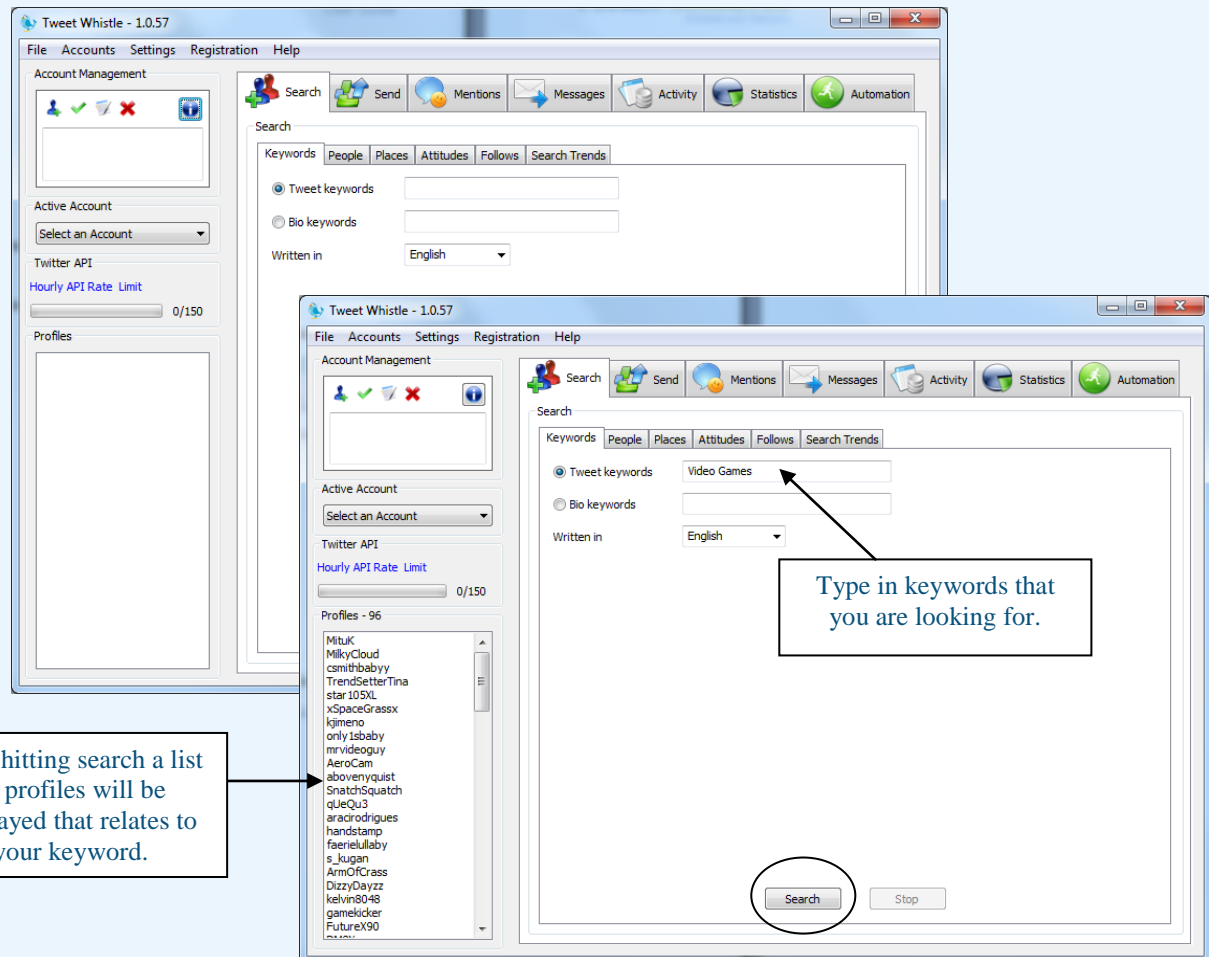 Tweet Whistle - 1.0.57
File Accounts Settings Registration Help
Account Management
Search Send Mentions Messages Activity Statistics Automation
Search
Keywords People Places Attitudes Follows Search Trends
Tweet keywords
Bio keywords
Written in English
Active Account
Select an Account
Twitter API
Hourly API Rate Limit
0/150
Profiles
Tweet Whistle - 1.0.57
File Accounts Settings Registration Help
Account Management
Search Send Mentions Messages Activity Statistics Automation
Search
Keywords People Places Attitudes Follows Search Trends
Tweet keywords Video Games
Bio keywords
Written in English
Active Account
Select an Account
Twitter API
Hourly API Rate Limit
0/150
Profiles - 96
MituK
MilkyCloud
csmithbabyy
TrendSetterTina
star105XL
xSpaceGrassx
kjimeno
only1sbaby
mrvideoguy
AeroCam
abovenyquist
SnatchSquatch
qUeQu3
aracirodrigues
handstamp
faerielullaby
s_kugan
ArmOfCrass
DizzyDayzz
kelvin8048
gamekicker
FutureX90
Type in keywords that
you are looking for.
hitting search a list
profiles will be
ayed that relates to
your keyword.
Search Stop